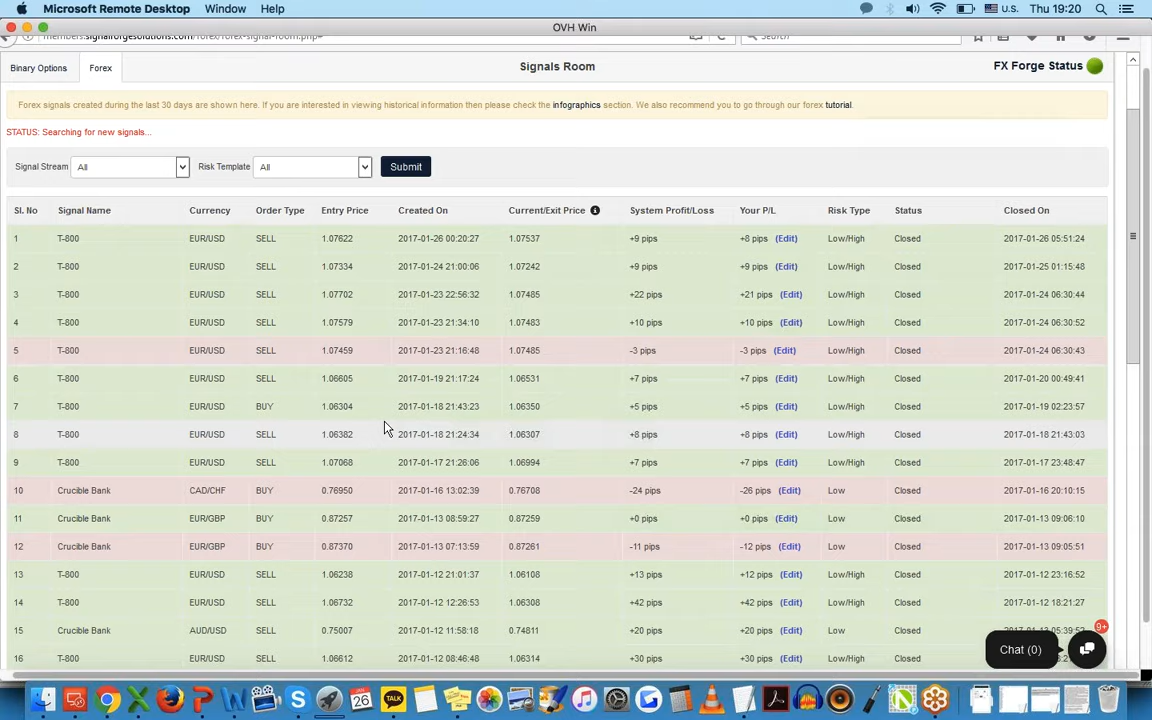 Microsoft Remote Desktop Window Help U.S. Thu 19:20
OVH Win
members.signalforgesolutions.com/forex/forex-signal-room.php Search
Binary Options Forex Signals Room FX Forge Status
Forex signals created during the last 30 days are shown here. If you are interested in viewing historical information then please check the infographics section. We also recommend you to go through our forex tutorial.
STATUS: Searching for new signals...
Signal Stream All Risk Template All Submit
Sl. No Signal Name Currency Order Type Entry Price Created On Current/Exit Price System Profit/Loss Your P/L Risk Type Status Closed On
1 T-800 EUR/USD SELL 1.07622 2017-01-26 00:20:27 1.07537 +9 pips +8 pips (Edit) Low/High Closed 2017-01-26 05:51:24
2 T-800 EUR/USD SELL 1.07334 2017-01-24 21:00:06 1.07242 +9 pips +9 pips (Edit) Low/High Closed 2017-01-25 01:15:48
3 T-800 EUR/USD SELL 1.07702 2017-01-23 22:56:32 1.07485 +22 pips +21 pips (Edit) Low/High Closed 2017-01-24 06:30:44
4 T-800 EUR/USD SELL 1.07579 2017-01-23 21:34:10 1.07483 +10 pips +10 pips (Edit) Low/High Closed 2017-01-24 06:30:52
5 T-800 EUR/USD SELL 1.07459 2017-01-23 21:16:48 1.07485 -3 pips -3 pips (Edit) Low/High Closed 2017-01-24 06:30:43
6 T-800 EUR/USD SELL 1.06605 2017-01-19 21:17:24 1.06531 +7 pips +7 pips (Edit) Low/High Closed 2017-01-20 00:49:41
7 T-800 EUR/USD BUY 1.06304 2017-01-18 21:43:23 1.06350 +5 pips +5 pips (Edit) Low/High Closed 2017-01-19 02:23:57
8 T-800 EUR/USD SELL 1.06382 2017-01-18 21:24:34 1.06307 +8 pips +8 pips (Edit) Low/High Closed 2017-01-18 21:43:03
9 T-800 EUR/USD SELL 1.07068 2017-01-17 21:26:06 1.06994 +7 pips +7 pips (Edit) Low/High Closed 2017-01-17 23:48:47
10 Crucible Bank CAD/CHF BUY 0.76950 2017-01-16 13:02:39 0.76708 -24 pips -26 pips (Edit) Low Closed 2017-01-16 20:10:15
11 Crucible Bank EUR/GBP BUY 0.87257 2017-01-13 08:59:27 0.87259 +0 pips +0 pips (Edit) Low Closed 2017-01-13 09:06:10
12 Crucible Bank EUR/GBP BUY 0.87370 2017-01-13 07:13:59 0.87261 -11 pips -12 pips (Edit) Low Closed 2017-01-13 09:05:51
13 T-800 EUR/USD SELL 1.06238 2017-01-12 21:01:37 1.06108 +13 pips +12 pips (Edit) Low/High Closed 2017-01-12 23:16:52
14 T-800 EUR/USD SELL 1.06732 2017-01-12 12:26:53 1.06308 +42 pips +42 pips (Edit) Low/High Closed 2017-01-12 18:21:27
15 Crucible Bank AUD/USD SELL 0.75007 2017-01-12 11:58:18 0.74811 +20 pips +20 pips (Edit) Low Closed
16 T-800 EUR/USD SELL 1.06612 2017-01-12 08:46:48 1.06314 +30 pips +30 pips (Edit) Low/High Closed
9+
Chat (0)
26 TALK